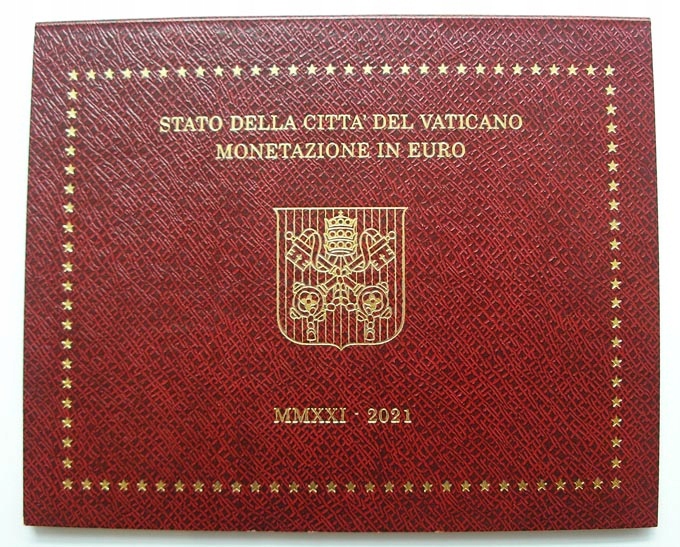 STATO DELLA CITTA' DEL VATICANO
MONETAZIONE IN EURO
MMXXI · 2021